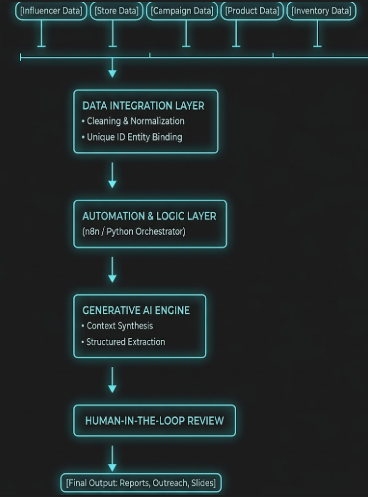 [Influencer Data] [Store Data] [Campaign Data] [Product Data] [Inventory Data]
DATA INTEGRATION LAYER
• Cleaning & Normalization
• Unique ID Entity Binding
AUTOMATION & LOGIC LAYER
(n8n / Python Orchestrator)
GENERATIVE AI ENGINE
• Context Synthesis
• Structured Extraction
HUMAN-IN-THE-LOOP REVIEW
[Final Output: Reports, Outreach, Slides]